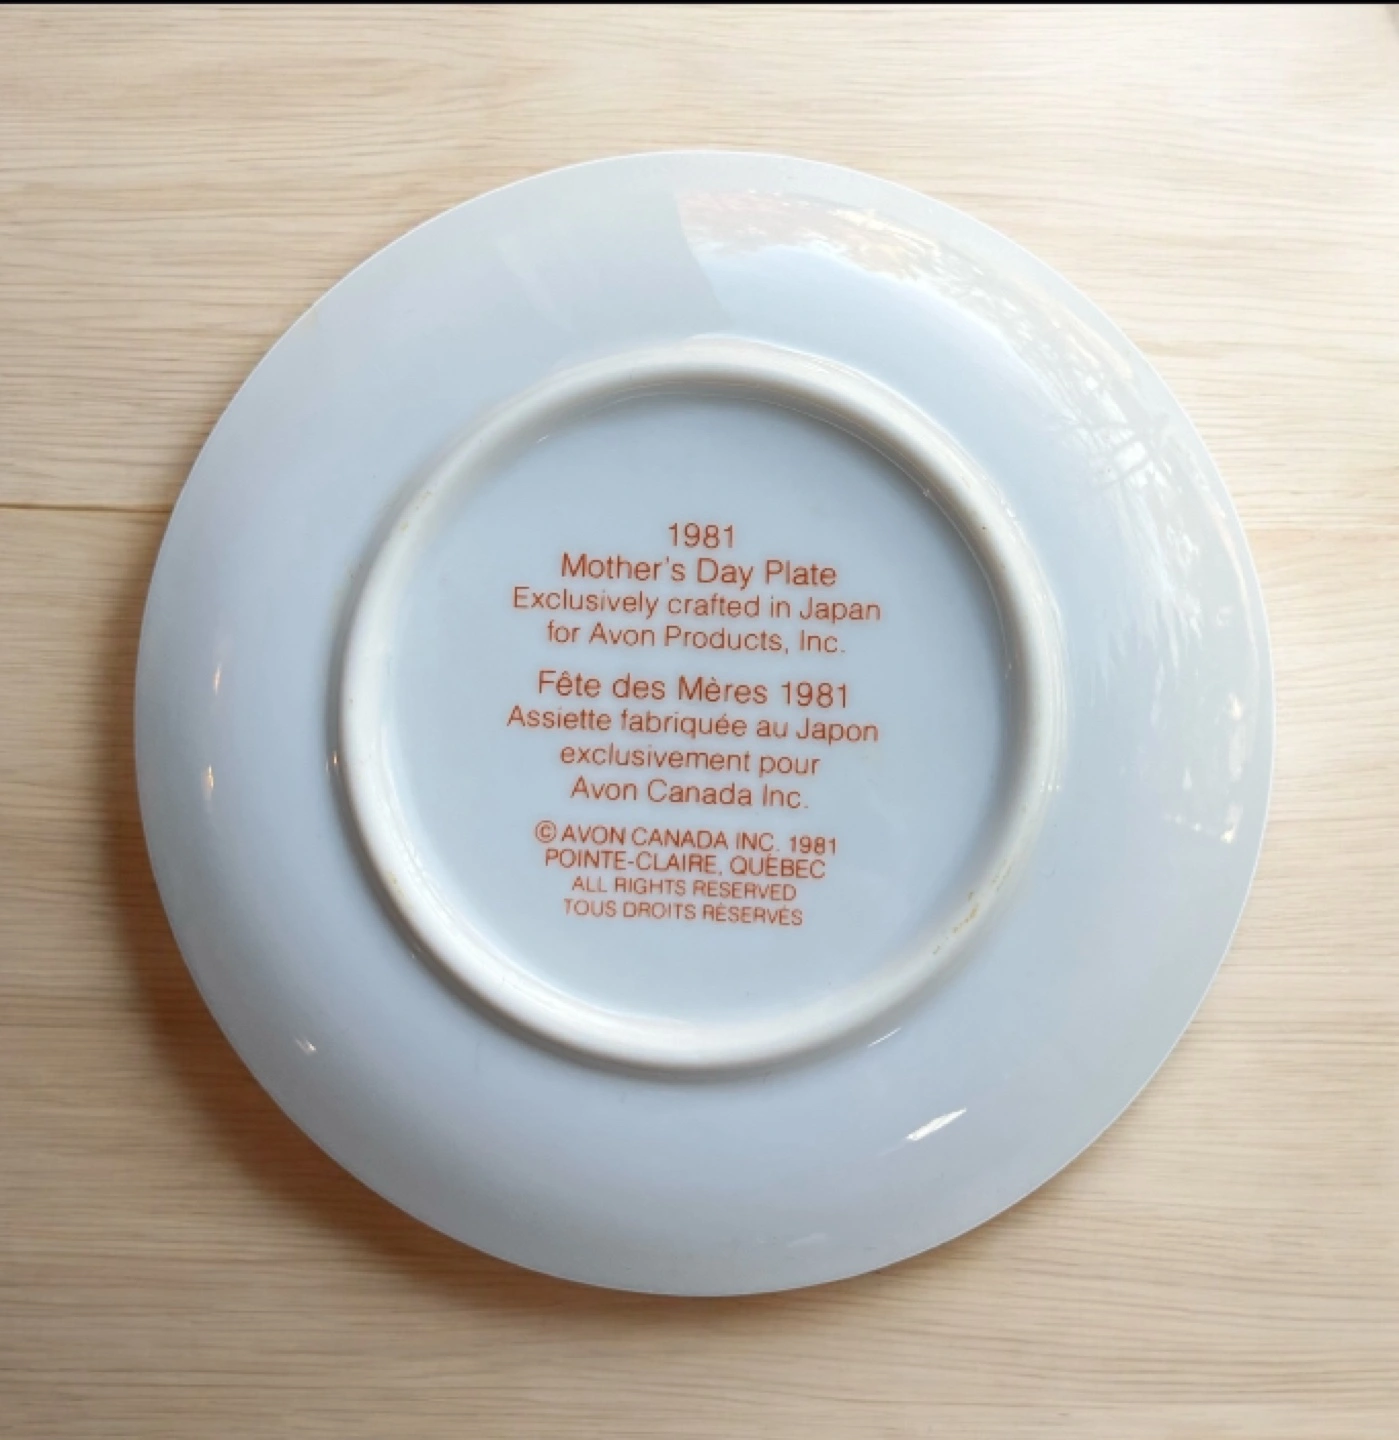 1981
Mother's Day Plate
Exclusively crafted in Japan
for Avon Products, Inc.
Fête des Mères 1981
Assiette fabriquée au Japon
exclusivement pour
Avon Canada Inc.
© AVON CANADA INC. 1981
POINTE-CLAIRE, QUÉBEC
ALL RIGHTS RESERVED
TOUS DROITS RÉSERVÉS